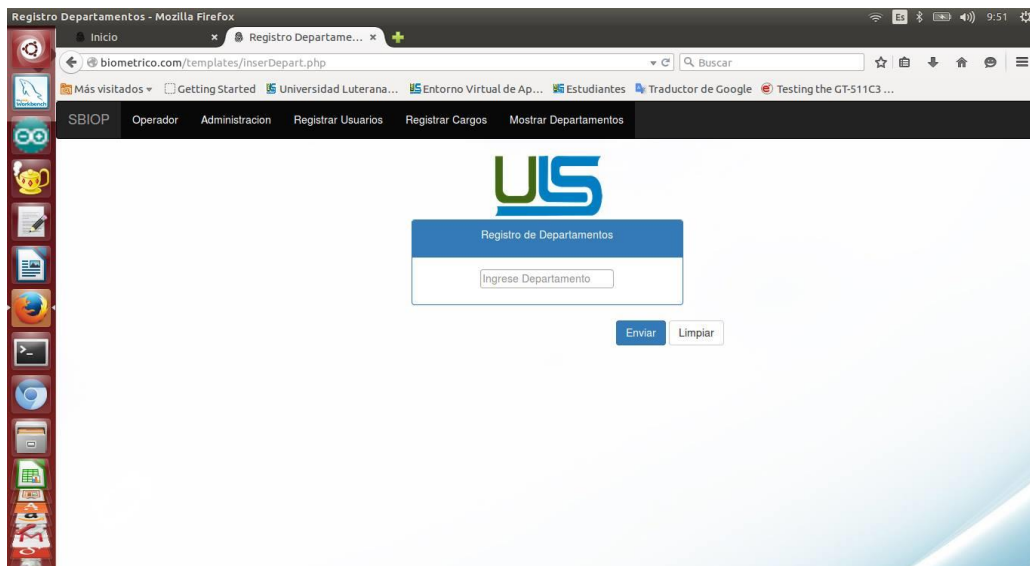 Registro Departamentos - Mozilla Firefox
Es
9:51
Inicio
Registro Departame...
biometrico.com/templates/inserDepart.php
Buscar
Más visitados
Getting Started
Universidad Luterana...
Entorno Virtual de Ap...
Estudiantes
Traductor de Google
Testing the GT-511C3 ...
Workbench
SBIOP
Operador
Administracion
Registrar Usuarios
Registrar Cargos
Mostrar Departamentos
ULS
Registro de Departamentos
Ingrese Departamento
Enviar
Limpiar